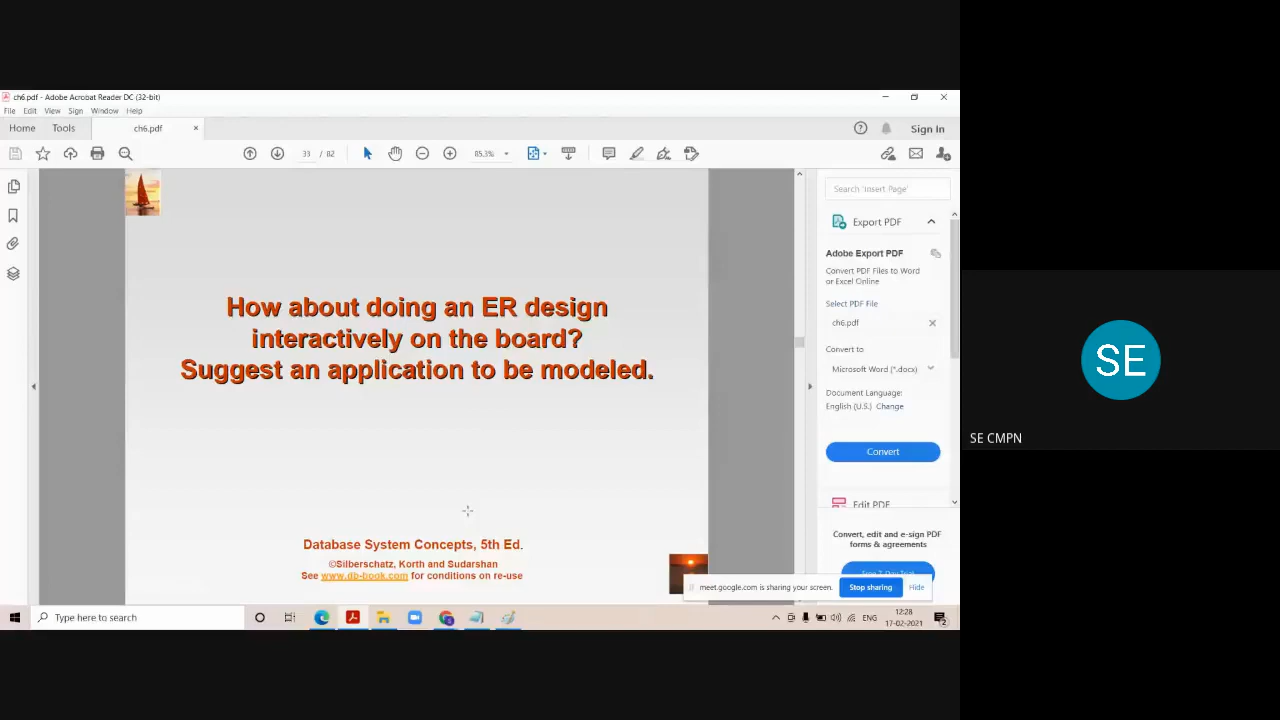 ch6.pdf - Adobe Acrobat Reader DC (32-bit)
File Edit View Sign Window Help
Home Tools ch6.pdf × Sign In
33 / 82 85.3%
Search 'Insert Page'
Export PDF
Adobe Export PDF
Convert PDF Files to Word
or Excel Online
Select PDF File
ch6.pdf
Convert to
Microsoft Word (*.docx)
Document Language:
English (U.S.) Change
Convert
Edit PDF
Convert, edit and e-sign PDF
forms & agreements
How about doing an ER design
interactively on the board?
Suggest an application to be modeled.
Database System Concepts, 5th Ed.
©Silberschatz, Korth and Sudarshan
See www.db-book.com for conditions on re-use
meet.google.com is sharing your screen. Stop sharing Hide
Type here to search
ENG
12:28
17-02-2021
SE
SE CMPN